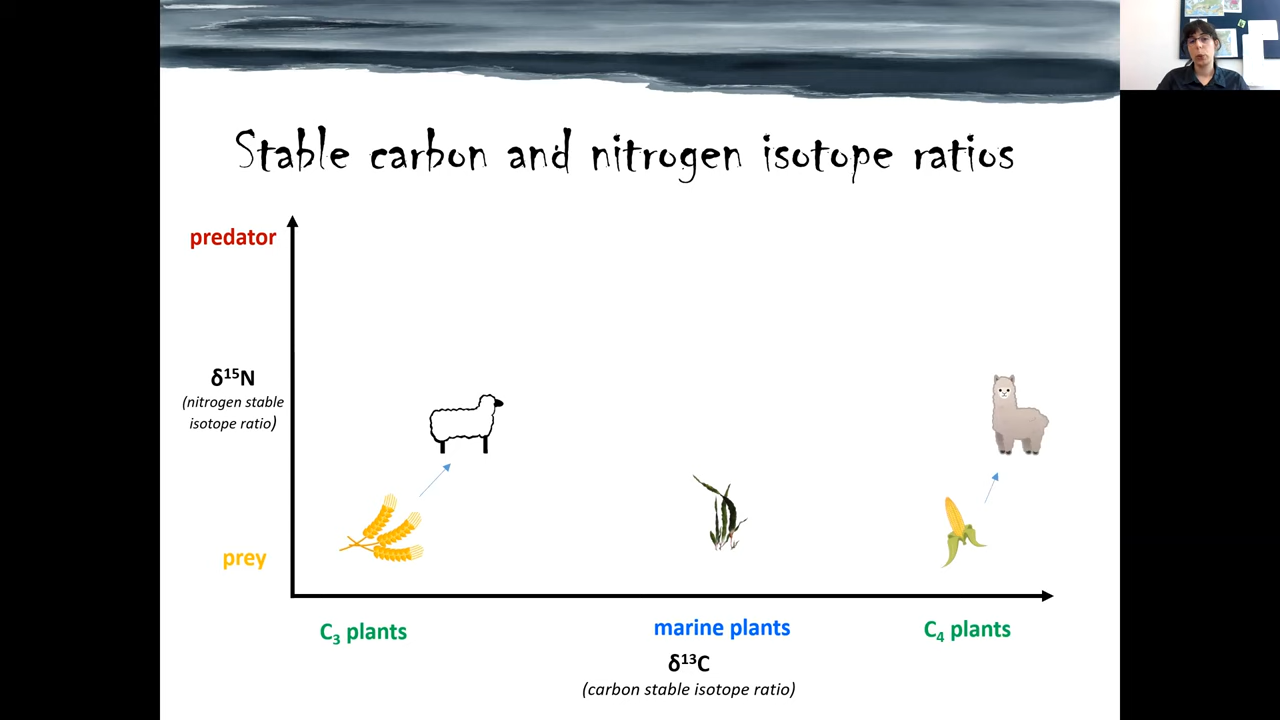 Stable carbon and nitrogen isotope ratios
predator
δ¹⁵N
(nitrogen stable
isotope ratio)
prey
C₃ plants
marine plants
C₄ plants
δ¹³C
(carbon stable isotope ratio)